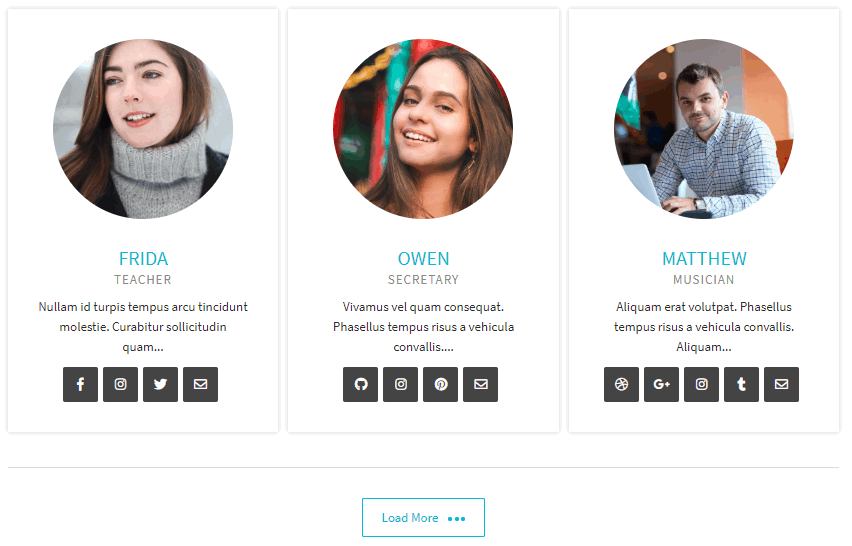 FRIDA
TEACHER
Nullam id turpis tempus arcu tincidunt
molestie. Curabitur sollicitudin
quam...
OWEN
SECRETARY
Vivamus vel quam consequat.
Phasellus tempus risus a vehicula
convallis....
MATTHEW
MUSICIAN
Aliquam erat volutpat. Phasellus
tempus risus a vehicula convallis.
Aliquam...
Load More